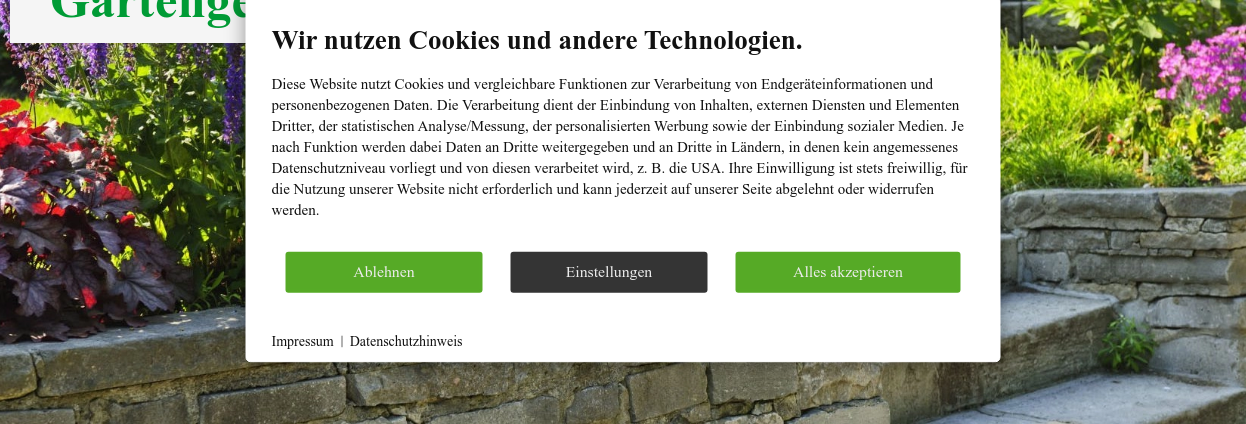 Wir nutzen Cookies und andere Technologien.
Diese Website nutzt Cookies und vergleichbare Funktionen zur Verarbeitung von Endgeräteinformationen und
personenbezogenen Daten. Die Verarbeitung dient der Einbindung von Inhalten, externen Diensten und Elementen
Dritter, der statistischen Analyse/Messung, der personalisierten Werbung sowie der Einbindung sozialer Medien. Je
nach Funktion werden dabei Daten an Dritte weitergegeben und an Dritte in Ländern, in denen kein angemessenes
Datenschutzniveau vorliegt und von diesen verarbeitet wird, z. B. die USA. Ihre Einwilligung ist stets freiwillig, für
die Nutzung unserer Website nicht erforderlich und kann jederzeit auf unserer Seite abgelehnt oder widerrufen
werden.
Ablehnen Einstellungen Alles akzeptieren
Impressum | Datenschutzhinweis